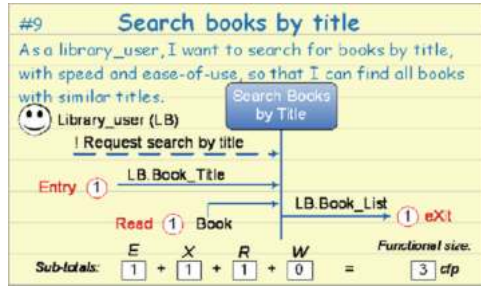 #9 Search books by title
As a library_user, I want to search for books by title,
with speed and ease-of-use, so that I can find all books
with similar titles.
Search Books
by Title
Library_user (LB)
! Request search by title
LB.Book_Title
Entry 1
LB.Book_List
1 eXit
Read 1 Book
E X R W Functional size:
Sub-totals: 1 + 1 + 1 + 0 = 3 cfp